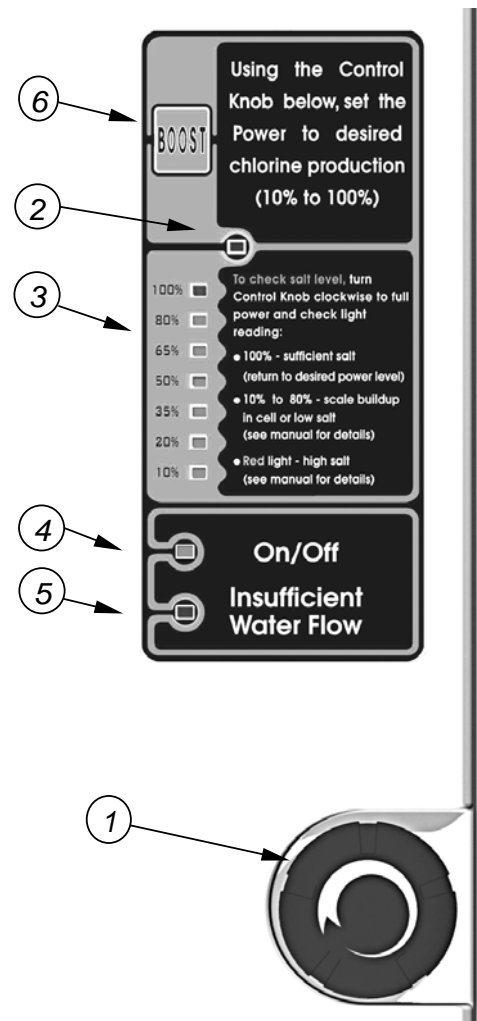 6
BOOST
Using the Control
Knob below, set the
Power to desired
chlorine production
(10% to 100%)
2
3
100%
80%
65%
50%
35%
20%
10%
To check salt level, turn
Control Knob clockwise to full
power and check light
reading:
• 100% - sufficient salt
(return to desired power level)
• 10% to 80% - scale buildup
in cell or low salt
(see manual for details)
• Red light - high salt
(see manual for details)
4
On/Off
5
Insufficient
Water Flow
1